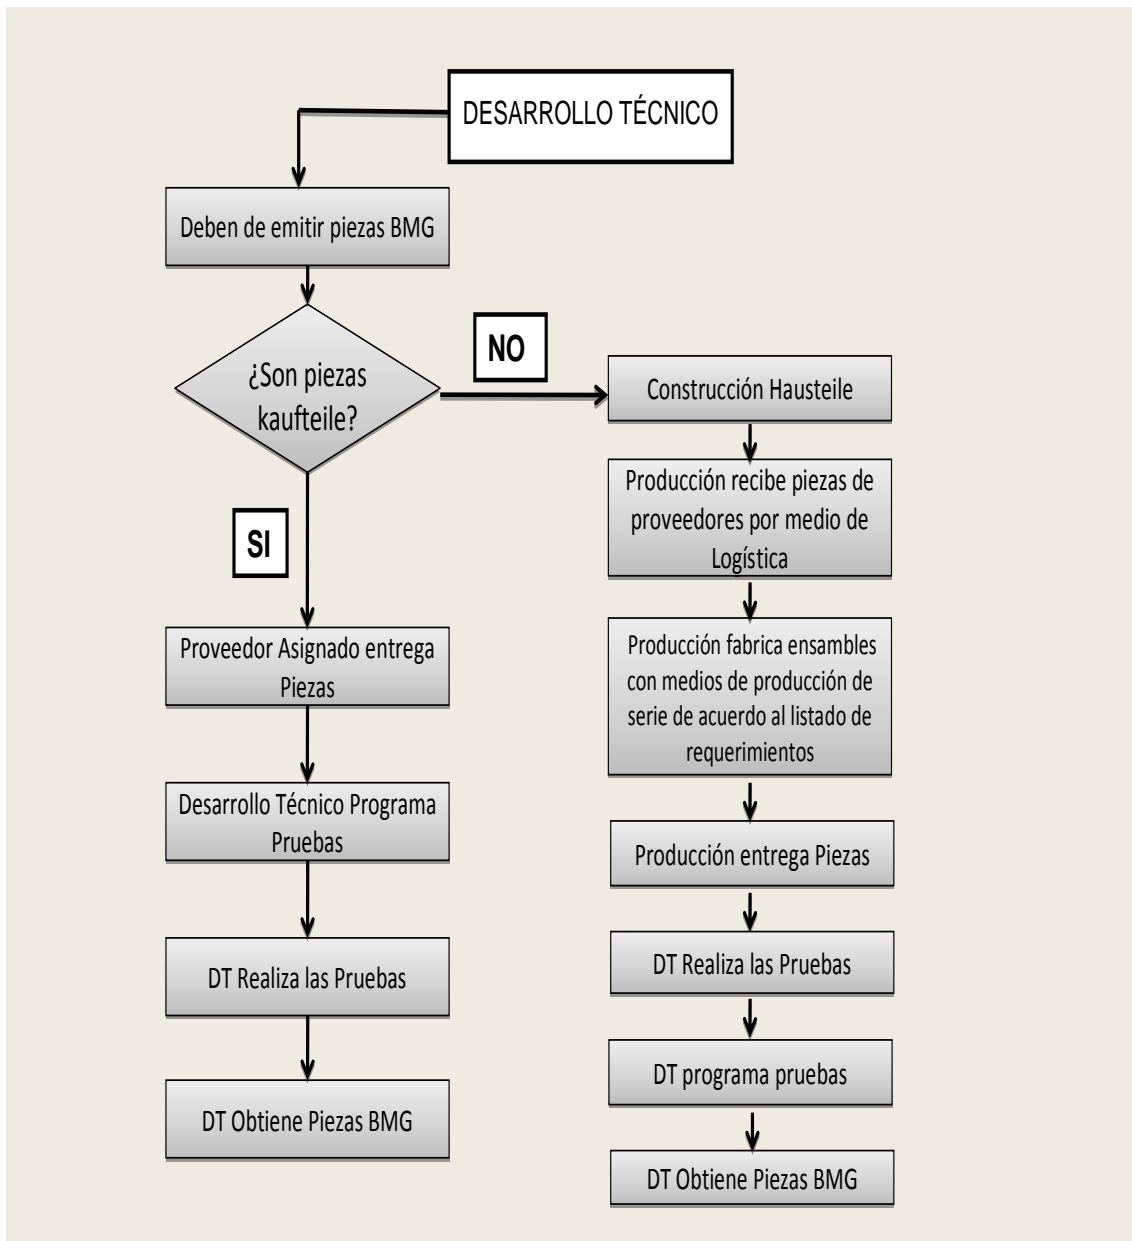 DESARROLLO TÉCNICO
Deben de emitir piezas BMG
¿Son piezas
kaufteile?
NO
SI
Proveedor Asignado entrega
Piezas
Desarrollo Técnico Programa
Pruebas
DT Realiza las Pruebas
DT Obtiene Piezas BMG
Construcción Hausteile
Producción recibe piezas de
proveedores por medio de
Logística
Producción fabrica ensambles
con medios de producción de
serie de acuerdo al listado de
requerimientos
Producción entrega Piezas
DT Realiza las Pruebas
DT programa pruebas
DT Obtiene Piezas BMG